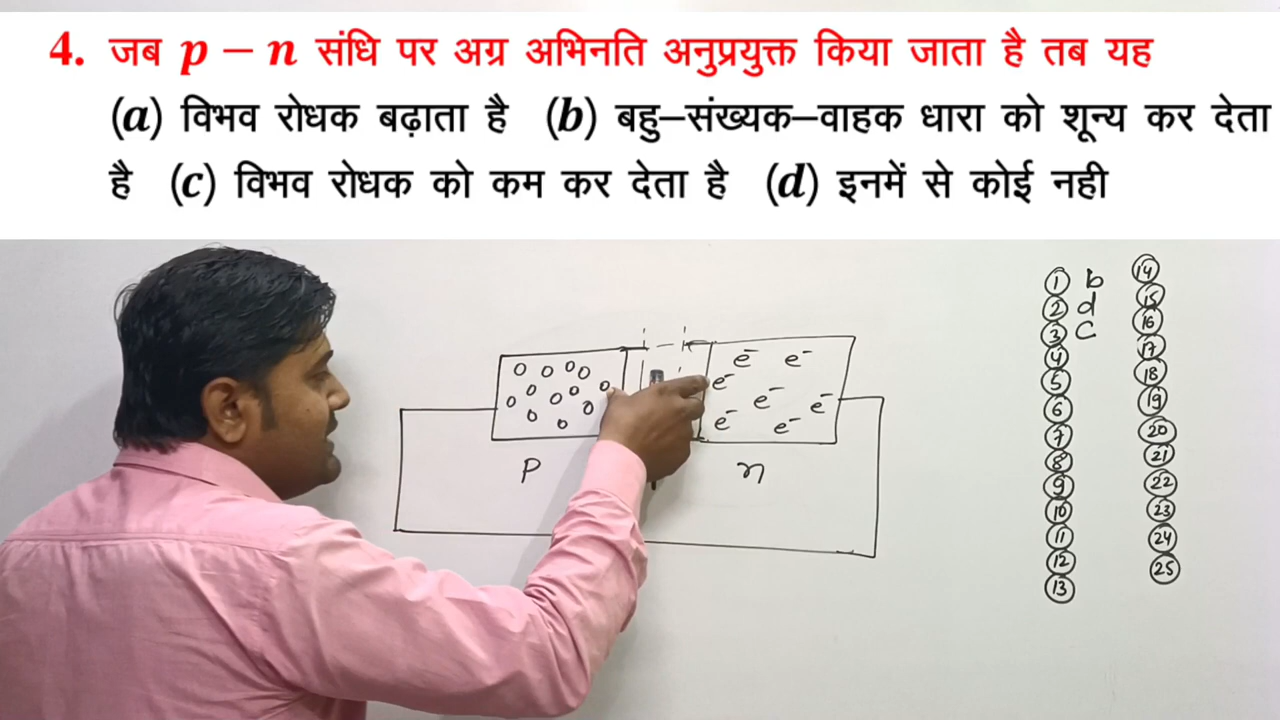 4. जब p – n संधि पर अग्र अभिनति अनुप्रयुक्त किया जाता है तब यह
(a) विभव रोधक बढ़ाता है (b) बहु–संख्यक–वाहक धारा को शून्य कर देता
है (c) विभव रोधक को कम कर देता है (d) इनमें से कोई नही
e⁻ e⁻
e⁻
e⁻ e⁻
e⁻ e⁻
P n
1 b
2 d
3 c
4
5
6
7
8
9
10
11
12
13
14
15
16
17
18
19
20
21
22
23
24
25